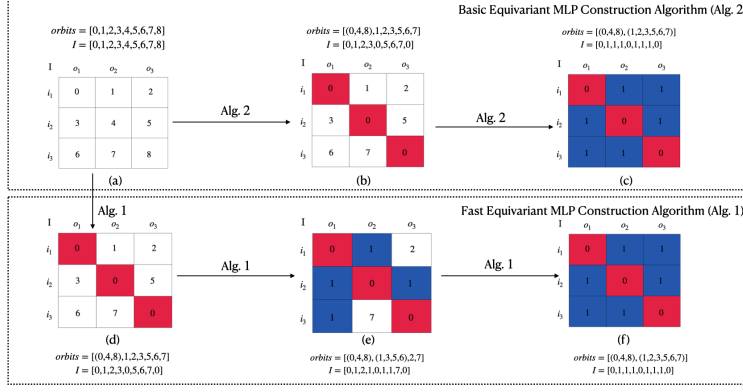 Basic Equivariant MLP Construction Algorithm (Alg. 2
orbits = [0,1,2,3,4,5,6,7,8]
I = [0,1,2,3,4,5,6,7,8]
orbits = [(0,4,8),1,2,3,5,6,7]
I = [0,1,2,3,0,5,6,7,0]
orbits = [(0,4,8), (1,2,3,5,6,7)]
I = [0,1,1,1,0,1,1,1,0]
I o1 o2 o3
i1 0 1 2
i2 3 4 5
i3 6 7 8
(a)
Alg. 2
I o1 o2 o3
i1 0 1 2
i2 3 0 5
i3 6 7 0
(b)
Alg. 2
I o1 o2 o3
i1 0 1 1
i2 1 0 1
i3 1 1 0
(c)
Alg. 1
Fast Equivariant MLP Construction Algorithm (Alg. 1)
I o1 o2 o3
i1 0 1 2
i2 3 0 5
i3 6 7 0
(d)
orbits = [(0,4,8),1,2,3,5,6,7]
I = [0,1,2,3,0,5,6,7,0]
Alg. 1
I o1 o2 o3
i1 0 1 2
i2 1 0 1
i3 1 7 0
(e)
orbits = [(0,4,8), (1,3,5,6),2,7]
I = [0,1,2,1,0,1,1,7,0]
Alg. 1
I o1 o2 o3
i1 0 1 1
i2 1 0 1
i3 1 1 0
(f)
orbits = [(0,4,8), (1,2,3,5,6,7)]
I = [0,1,1,1,0,1,1,1,0]